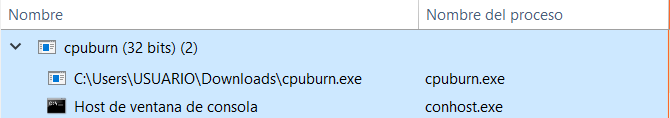 Nombre Nombre del proceso
cpuburn (32 bits) (2)
C:\Users\USUARIO\Downloads\cpuburn.exe cpuburn.exe
Host de ventana de consola conhost.exe